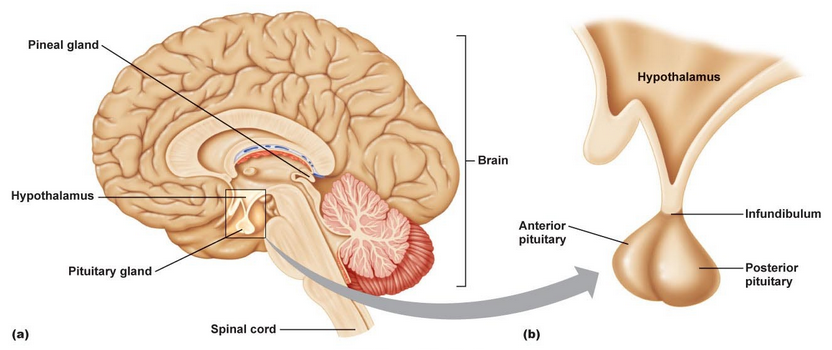 Pineal gland
Hypothalamus
Pituitary gland
Spinal cord
Brain
(a)
Hypothalamus
Infundibulum
Anterior
pituitary
Posterior
pituitary
(b)